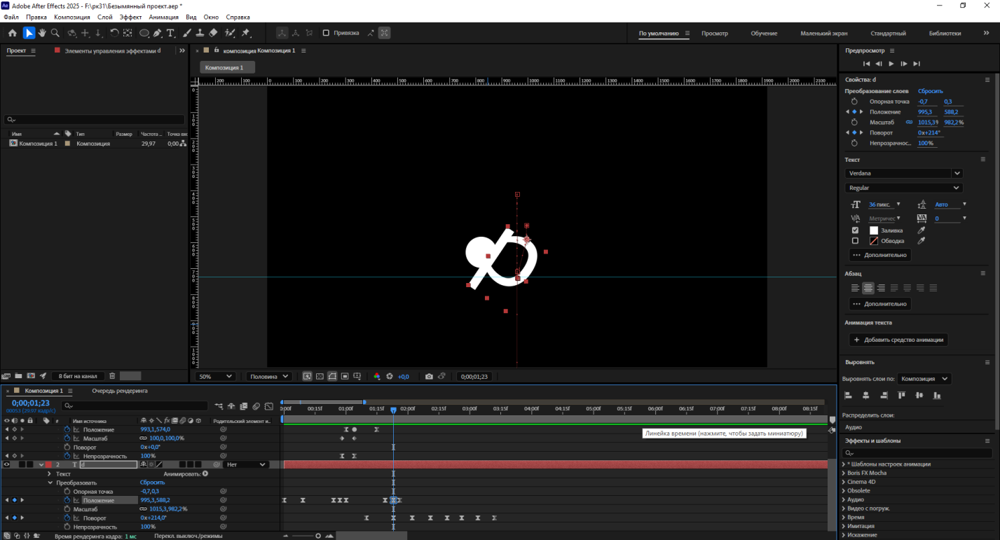 Adobe After Effects 2025 - F:\рк31\Безымянный проект.aep *
Файл Правка Композиция Слой Эффект Анимация Вид Окно Справка
Привязка По умолчанию Просмотр Обучение Маленький экран Стандартный Библиотеки
Проект Элементы управления эффектами d
композиция Композиция 1
Композиция 1
200 100 0 100 200 300 400 500 600 700 800 900 1000 1100 1200 1300 1400 1500 1600 1700 1800 1900 2000 2100
Имя Тип Размер Частота ... Точка вх
Композиция 1 Композиция 29,97 0;00
8 бит на канал
50% Половина +0,0 0;00;01;23
Предпросмотр
Свойства: d
Преобразование слоев Сбросить
Опорная точка -0,7 0,3
Положение 995,3 588,2
Масштаб 1015,3 982,2%
Поворот 0x+214°
Непрозрачнос... 100%
Текст
Verdana
Regular
36 пикс. Авто
Метричес 0
Заливка
Обводка
Дополнительно
Абзац
Дополнительно
Анимация текста
Добавить средство анимации
Выровнять
Выровнять слои по: Композиция
Распределить слои:
Аудио
Эффекты и шаблоны
* Шаблоны настроек анимации
Boris FX Mocha
Cinema 4D
Obsolete
Аудио
Видео с погруж.
Время
Имитация
Искажение
Композиция 1 Очередь рендеринга
0;00;01;23
00053 (29.97 кадр/с)
# Имя источника Родительский элемент и...
0:00f 00:15f 01:00f 01:15f 02:00f 02:15f 03:00f 03:15f 04:00f 04:15f 05:00f 05:15f 06:00f 06:15f 07:00f 07:15f 08:00f 08:15f
Линейка времени (нажмите, чтобы задать миниатюру)
Положение 993,1,574,0
Масштаб 100,0,100,0%
Поворот 0x+0,0°
Непрозрачность 100%
2 T d Нет
Текст Анимировать:
Преобразовать Сбросить
Опорная точка -0,7,0,3
Положение 995,3,588,2
Масштаб 1015,3,982,2%
Поворот 0x+214,0°
Непрозрачность 100%
Время рендеринга кадра: 1 мс Перекл. выключ./режимы